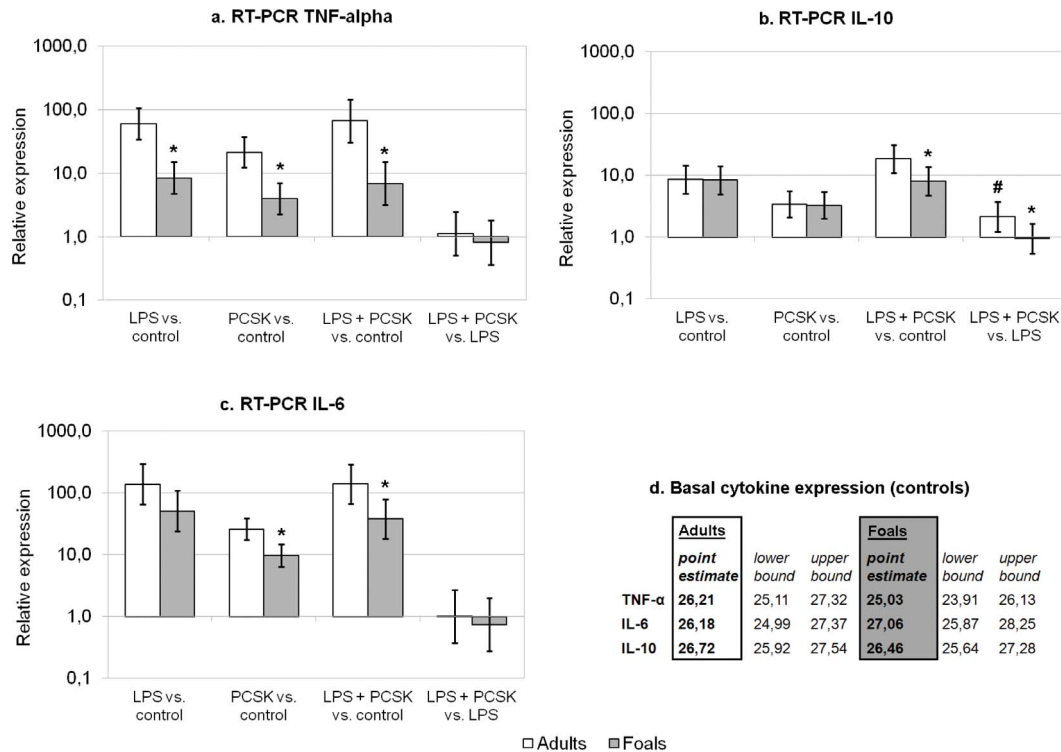 a. RT-PCR TNF-alpha
Relative expression
1000,0
100,0
10,0
1,0
0,1
*
*
*
LPS vs. control
PCSK vs. control
LPS + PCSK vs. control
LPS + PCSK vs. LPS
b. RT-PCR IL-10
Relative expression
1000,0
100,0
10,0
1,0
0,1
*
#
*
LPS vs. control
PCSK vs. control
LPS + PCSK vs. control
LPS + PCSK vs. LPS
c. RT-PCR IL-6
Relative expression
1000,0
100,0
10,0
1,0
0,1
*
*
LPS vs. control
PCSK vs. control
LPS + PCSK vs. control
LPS + PCSK vs. LPS
d. Basal cytokine expression (controls)
Adults Foals
point estimate lower bound upper bound point estimate lower bound upper bound
TNF-α 26,21 25,11 27,32 25,03 23,91 26,13
IL-6 26,18 24,99 27,37 27,06 25,87 28,25
IL-10 26,72 25,92 27,54 26,46 25,64 27,28
Adults Foals